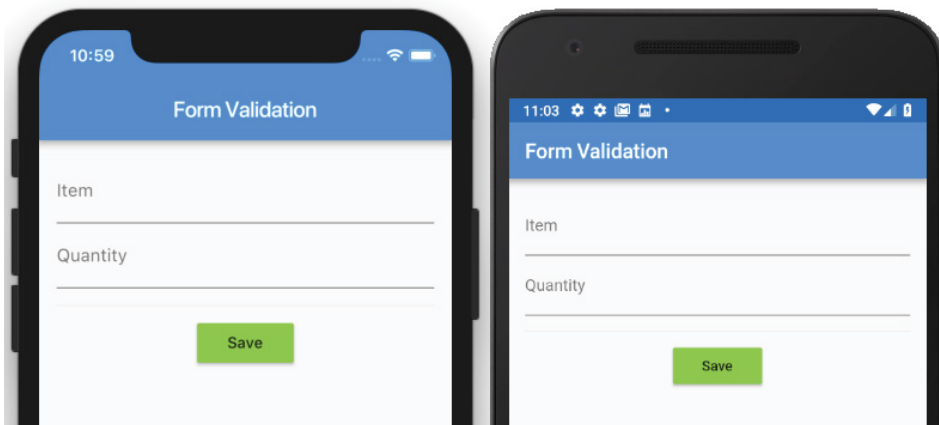 10:59
Form Validation
Item
Quantity
Save
11:03
Form Validation
Item
Quantity
Save